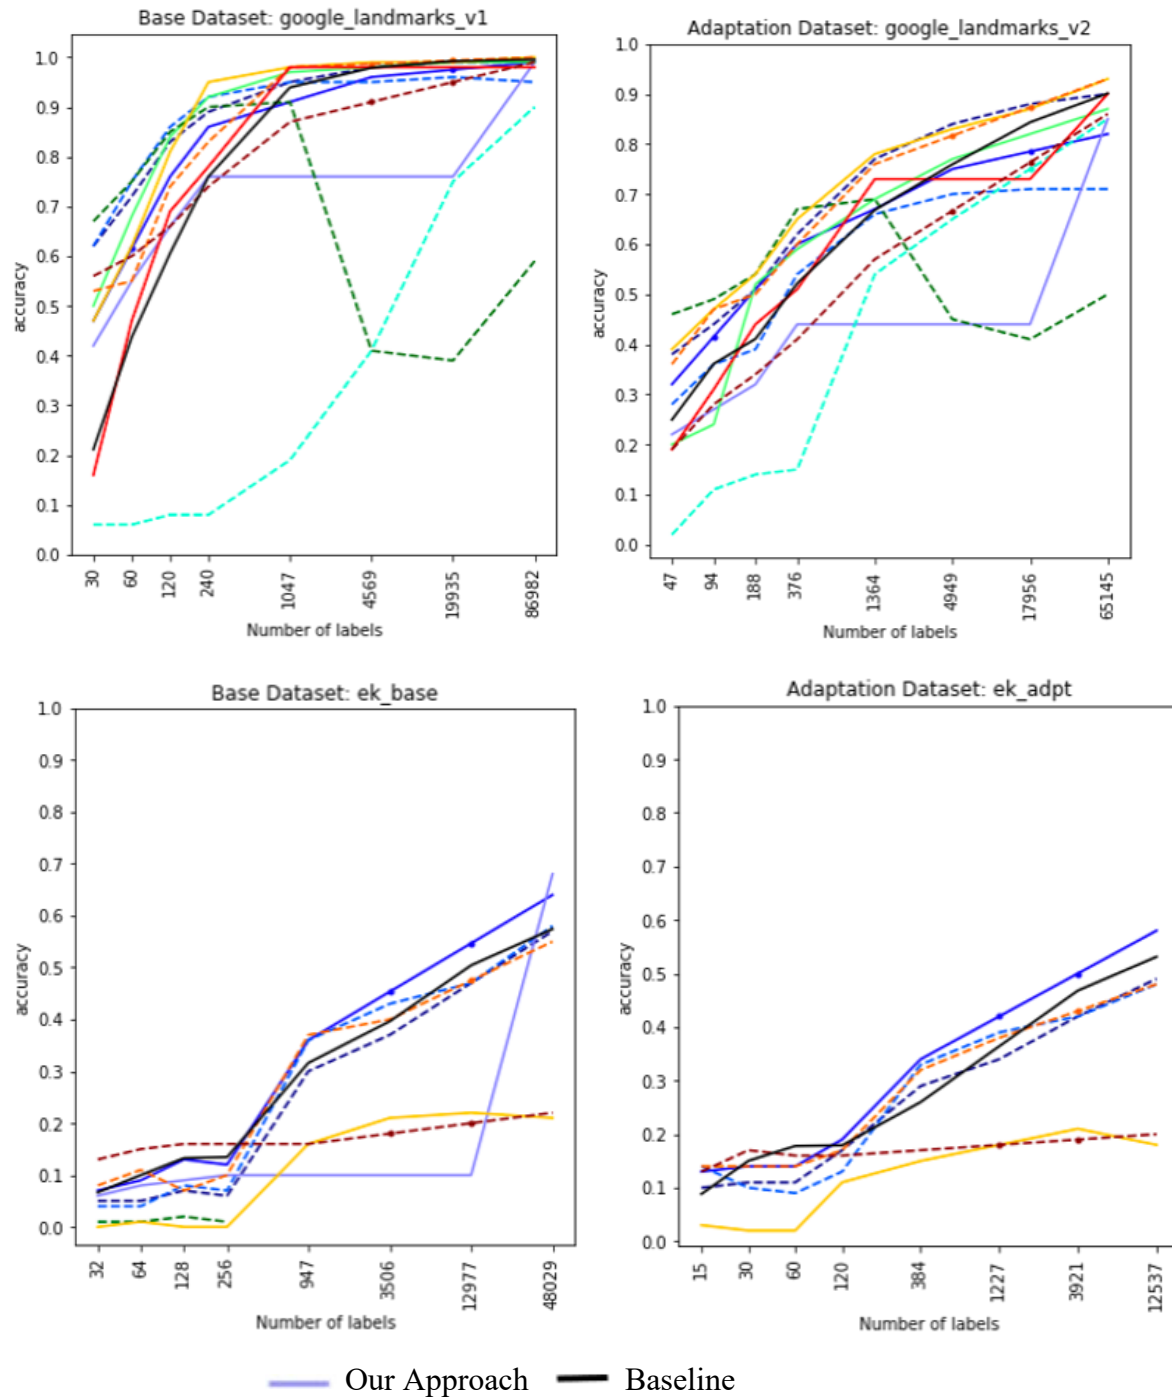 Base Dataset: google_landmarks_v1
1.0
0.9
0.8
0.7
0.6
0.5
0.4
0.3
0.2
0.1
0.0
accuracy
30 60 120 240 1047 4569 19935 86982
Number of labels
Adaptation Dataset: google_landmarks_v2
1.0
0.9
0.8
0.7
0.6
0.5
0.4
0.3
0.2
0.1
0.0
accuracy
47 94 188 376 1364 4949 17956 65145
Number of labels
Base Dataset: ek_base
1.0
0.9
0.8
0.7
0.6
0.5
0.4
0.3
0.2
0.1
0.0
accuracy
32 64 128 256 947 3506 12977 48029
Number of labels
Adaptation Dataset: ek_adpt
1.0
0.9
0.8
0.7
0.6
0.5
0.4
0.3
0.2
0.1
0.0
accuracy
15 30 60 120 384 1227 3921 12537
Number of labels
Our Approach Baseline